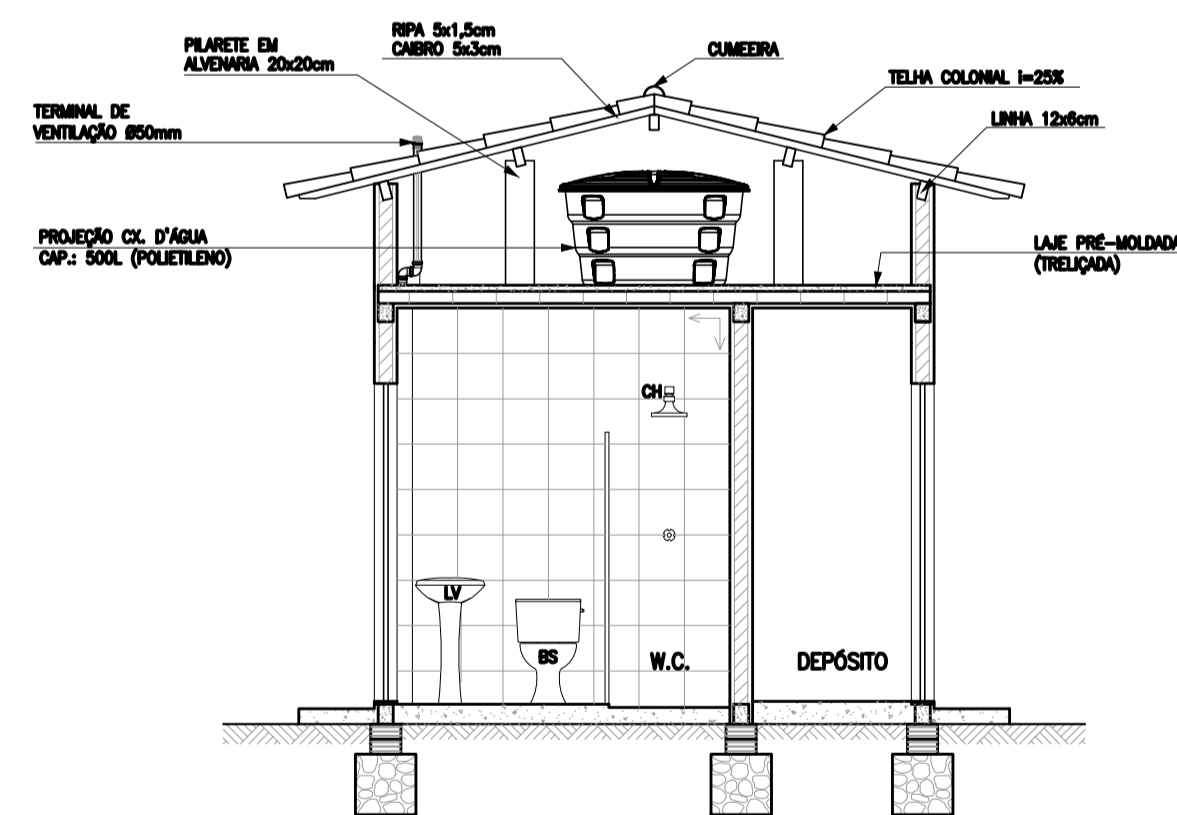 RIPA 5x1,5cm
CAIBRO 5x3cm
PILARETE EM
ALVENARIA 20x20cm
CUMEEIRA
TELHA COLONIAL i=25%
TERMINAL DE
VENTILAÇÃO Ø50mm
LINHA 12x6cm
PROJEÇÃO CX. D'ÁGUA
CAP.: 500L (POLIETILENO)
LAJE PRÉ-MOLDADA
(TRELIÇADA)
CH
LV
BS
W.C.
DEPÓSITO